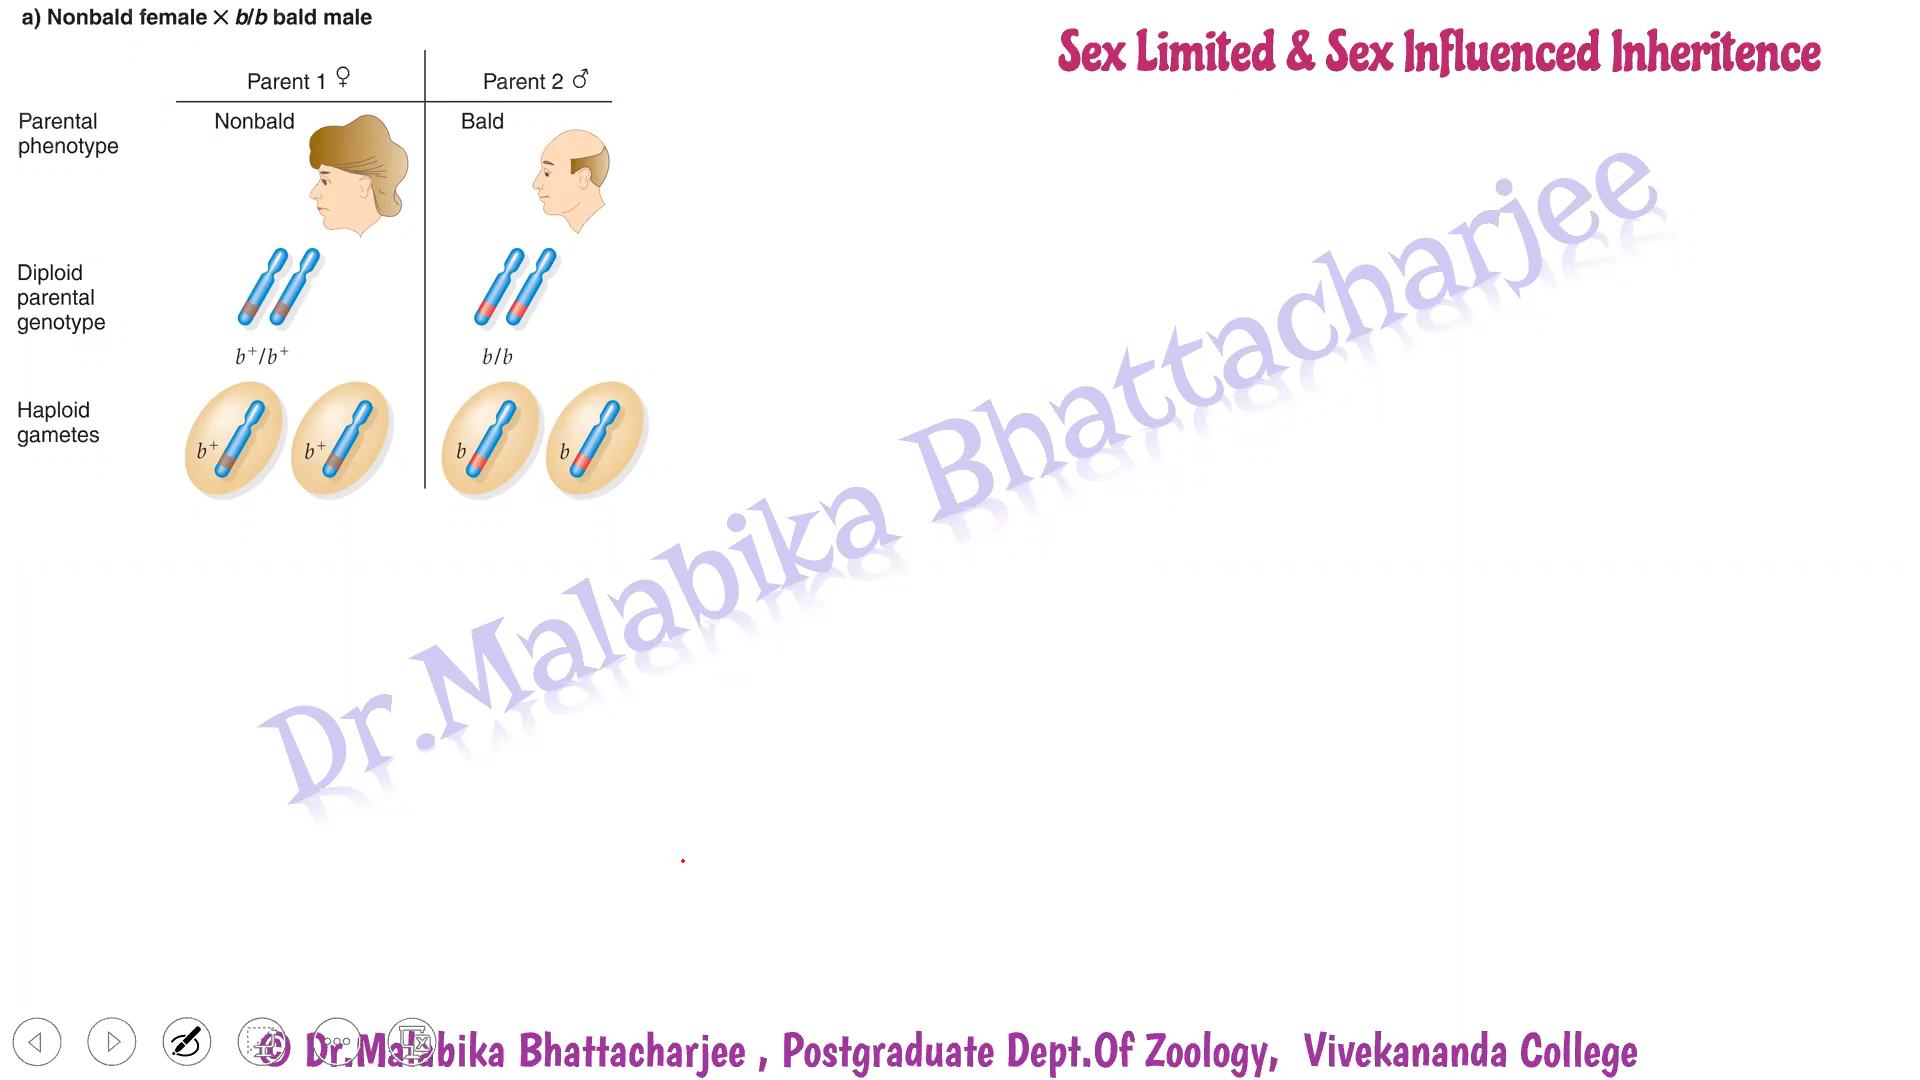 a) Nonbald female × b/b bald male
Sex Limited & Sex Influenced Inheritence
Parent 1 ♀
Parent 2 ♂
Parental
phenotype
Nonbald
Bald
Diploid
parental
genotype
b⁺/b⁺
b/b
Haploid
gametes
b⁺
b⁺
b
b
Dr.Malabika Bhattacharjee
© Dr.Malabika Bhattacharjee , Postgraduate Dept.Of Zoology, Vivekananda College